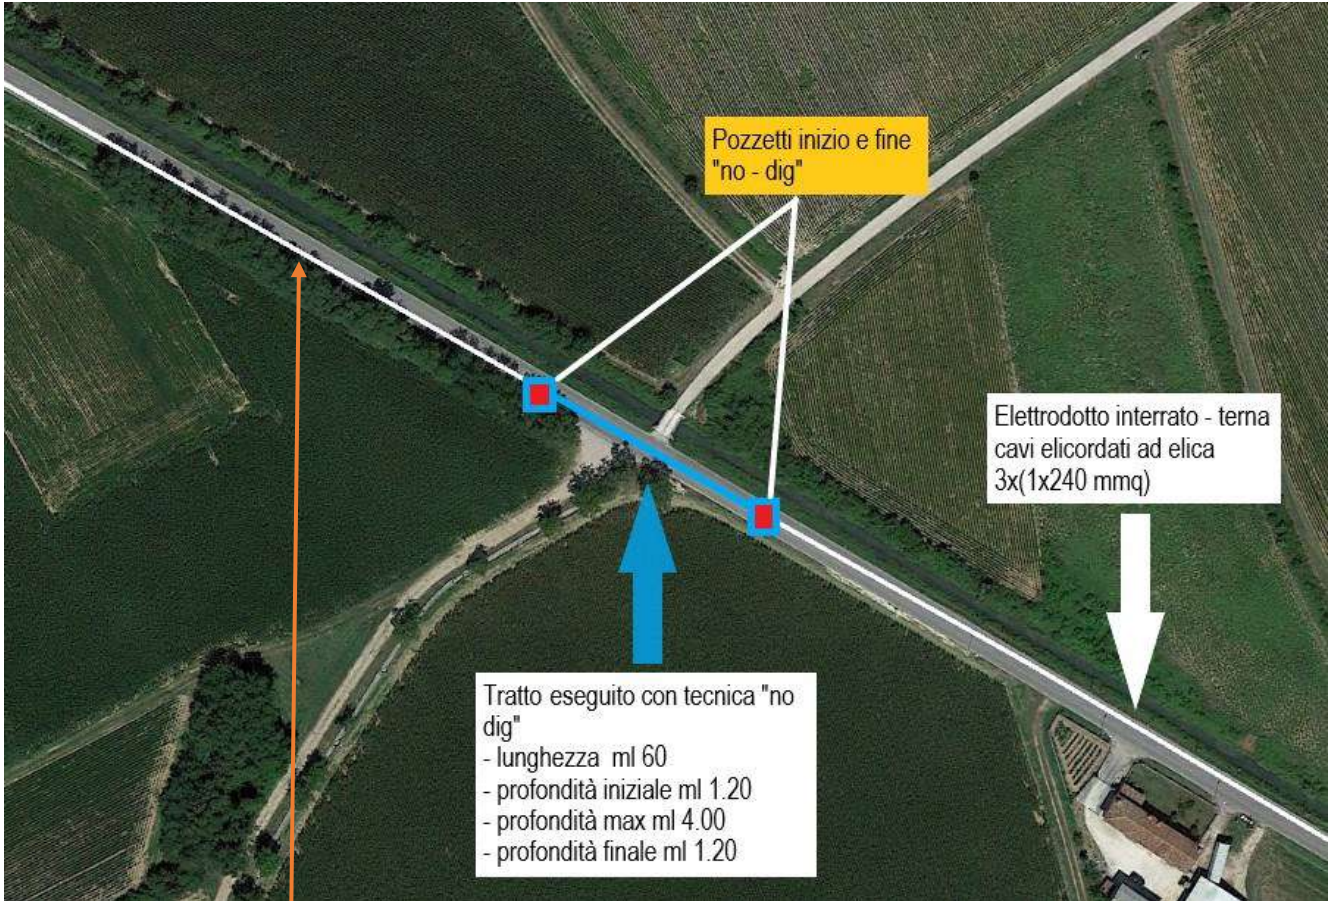 Pozzetti inizio e fine
"no - dig"
Elettrodotto interrato - terna
cavi elicordati ad elica
3x(1x240 mmq)
Tratto eseguito con tecnica "no
dig"
- lunghezza  ml 60
- profondità iniziale ml 1.20
- profondità max ml 4.00
- profondità finale ml 1.20